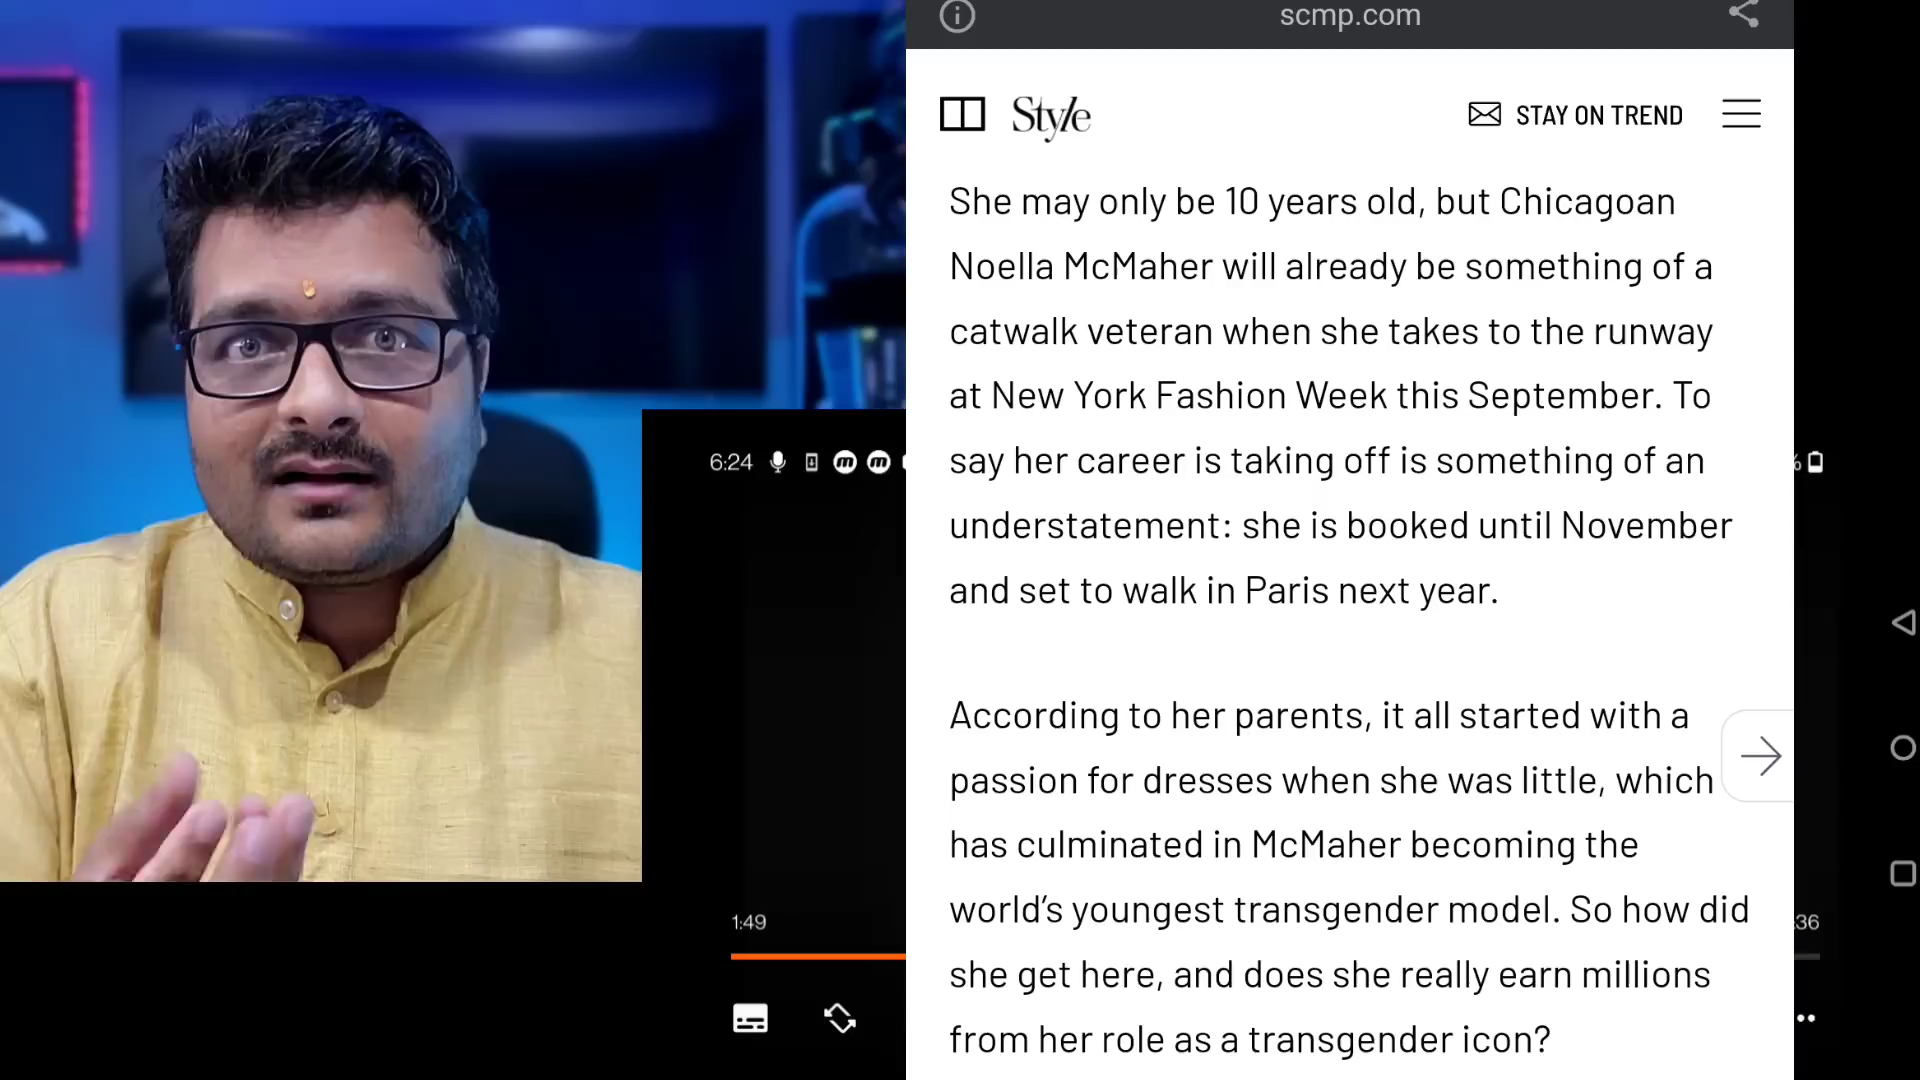 scmp.com
Style
STAY ON TREND
She may only be 10 years old, but Chicagoan
Noella McMaher will already be something of a
catwalk veteran when she takes to the runway
at New York Fashion Week this September. To
say her career is taking off is something of an
understatement: she is booked until November
and set to walk in Paris next year.
According to her parents, it all started with a
passion for dresses when she was little, which
has culminated in McMaher becoming the
world's youngest transgender model. So how did
she get here, and does she really earn millions
from her role as a transgender icon?
6:24
%
1:49
:36